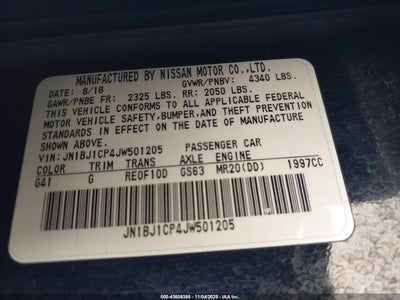 MANUFACTURED BY NISSAN MOTOR CO.,LTD.
DATE: 8/18 GVWR/PNBV: 4340 LBS.
GAWR/PNBE FR: 2325 LBS. RR: 2050 LBS.
THIS VEHICLE CONFORMS TO ALL APPLICABLE FEDERAL
MOTOR VEHICLE SAFETY,BUMPER,AND THEFT PREVENTION
STANDARDS IN EFFECT ON THE DATE OF MANUFACTURE
SHOWN ABOVE.
VIN:JN1BJ1CP4JW501205 PASSENGER CAR
COLOR TRIM TRANS AXLE ENGINE
G41 G RE0F10D GS63 MR20(DD) 1997CC
JN1BJ1CP4JW501205
000-43609388 - 11/04/2025 - IAAI.COM